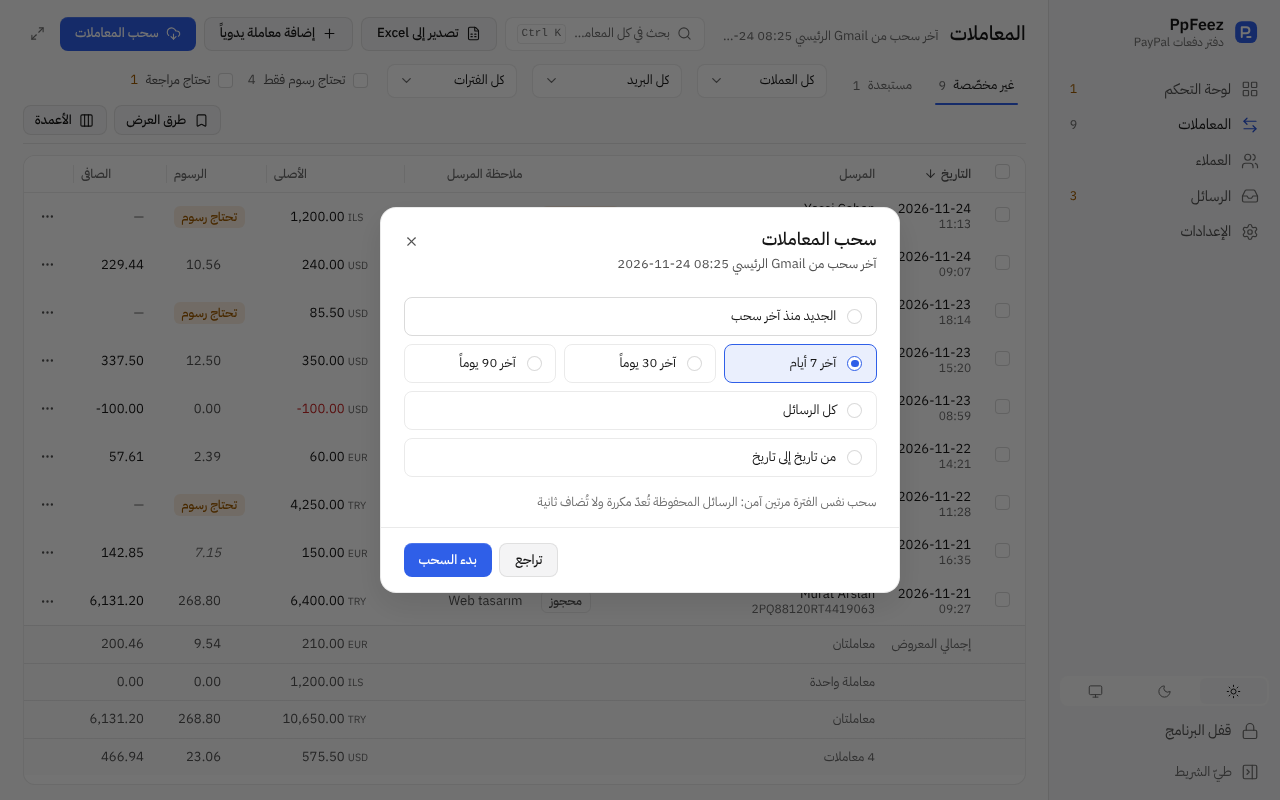 PpFeez
دفتر دفعات PayPal
لوحة التحكم 1
المعاملات 9
العملاء
الرسائل 3
الإعدادات
قفل البرنامج
طيّ الشريط
المعاملات
آخر سحب من Gmail الرئيسي 08:25 24-...
بحث في كل المعامـ... Ctrl K
تصدير إلى Excel
إضافة معاملة يدوياً
سحب المعاملات
غير مخصّصة 9
مستبعدة 1
كل العملات
كل البريد
كل الفترات
تحتاج رسوم فقط 4
تحتاج مراجعة 1
طرق العرض
الأعمدة
التاريخ المرسل ملاحظة المرسل الأصلي الرسوم الصافي
2026-11-24 1,200.00 ILS تحتاج رسوم —
11:13
2026-11-24 240.00 USD 10.56 229.44
09:07
2026-11-23 85.50 USD تحتاج رسوم —
18:14
2026-11-23 350.00 USD 12.50 337.50
15:20
2026-11-23 -100.00 USD 0.00 -100.00
08:59
2026-11-22 60.00 EUR 2.39 57.61
14:21
2026-11-22 4,250.00 TRY تحتاج رسوم —
11:28
2026-11-21 150.00 EUR 7.15 142.85
16:35
2026-11-21 Murat Arslan محجوز Web tasarım 6,400.00 TRY 268.80 6,131.20
09:27 2PQ88120RT4419063
إجمالي المعروض معاملتان 210.00 EUR 9.54 200.46
معاملة واحدة 1,200.00 ILS 0.00 0.00
معاملتان 10,650.00 TRY 268.80 6,131.20
4 معاملات 575.50 USD 23.06 466.94
سحب المعاملات
آخر سحب من Gmail الرئيسي 08:25 24-11-2026
الجديد منذ آخر سحب
آخر 7 أيام
آخر 30 يوماً
آخر 90 يوماً
كل الرسائل
من تاريخ إلى تاريخ
سحب نفس الفترة مرتين آمن: الرسائل المحفوظة تُعدّ مكررة ولا تُضاف ثانية
تراجع
بدء السحب